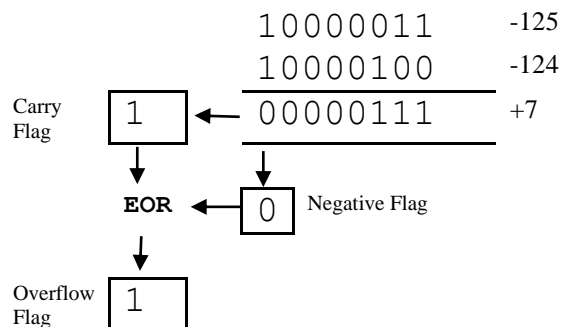 10000011 -125
10000100 -124
Carry Flag 1 00000111 +7
EOR 0 Negative Flag
Overflow Flag 1